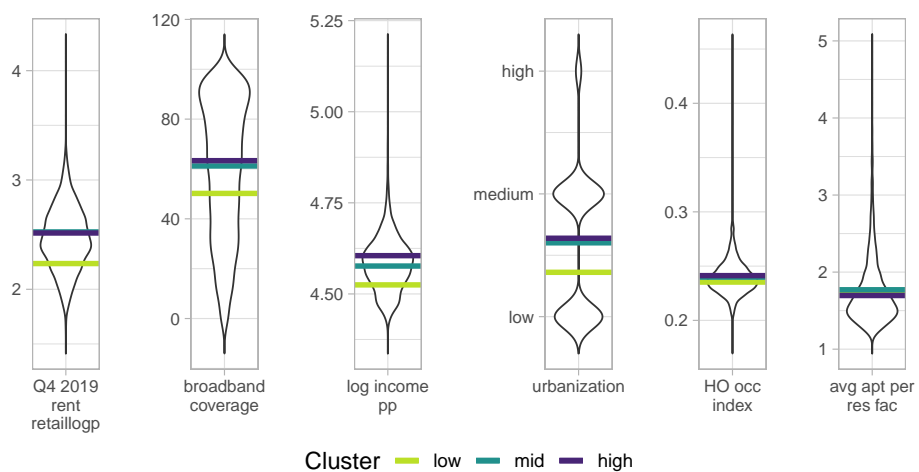 4
3
2
Q4 2019
rent
retaillogp
120
80
40
0
broadband
coverage
5.25
5.00
4.75
4.50
log income
pp
high
medium
low
urbanization
0.4
0.3
0.2
HO occ
index
5
4
3
2
1
avg apt per
res fac
Cluster low mid high